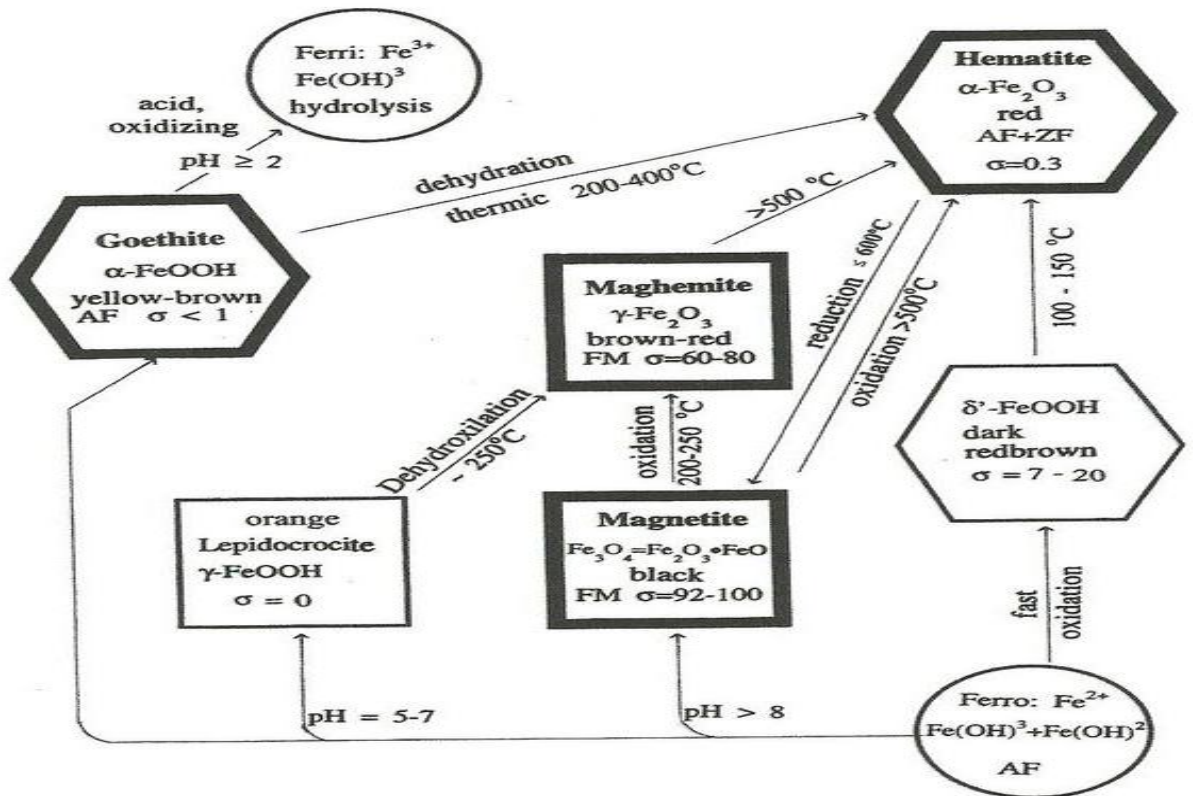 Ferri: Fe³⁺
Fe(OH)³
hydrolysis
acid,
oxidizing
pH ≥ 2
Hematite
α-Fe₂O₃
red
AF+ZF
σ=0.3
dehydration
thermic 200-400°C
>500 °C
Goethite
α-FeOOH
yellow-brown
AF σ < 1
Maghemite
γ-Fe₂O₃
brown-red
FM σ=60-80
reduction ≤ 600°C
oxidation >500°C
100 - 150 °C
δ'-FeOOH
dark
redbrown
σ = 7 - 20
Dehydroxilation
~ 250°C
oxidation
200-250 °C
orange
Lepidocrocite
γ-FeOOH
σ = 0
Magnetite
Fe₃O₄=Fe₂O₃•FeO
black
FM σ=92-100
fast
oxidation
pH = 5-7
pH > 8
Ferro: Fe²⁺
Fe(OH)³+Fe(OH)²
AF